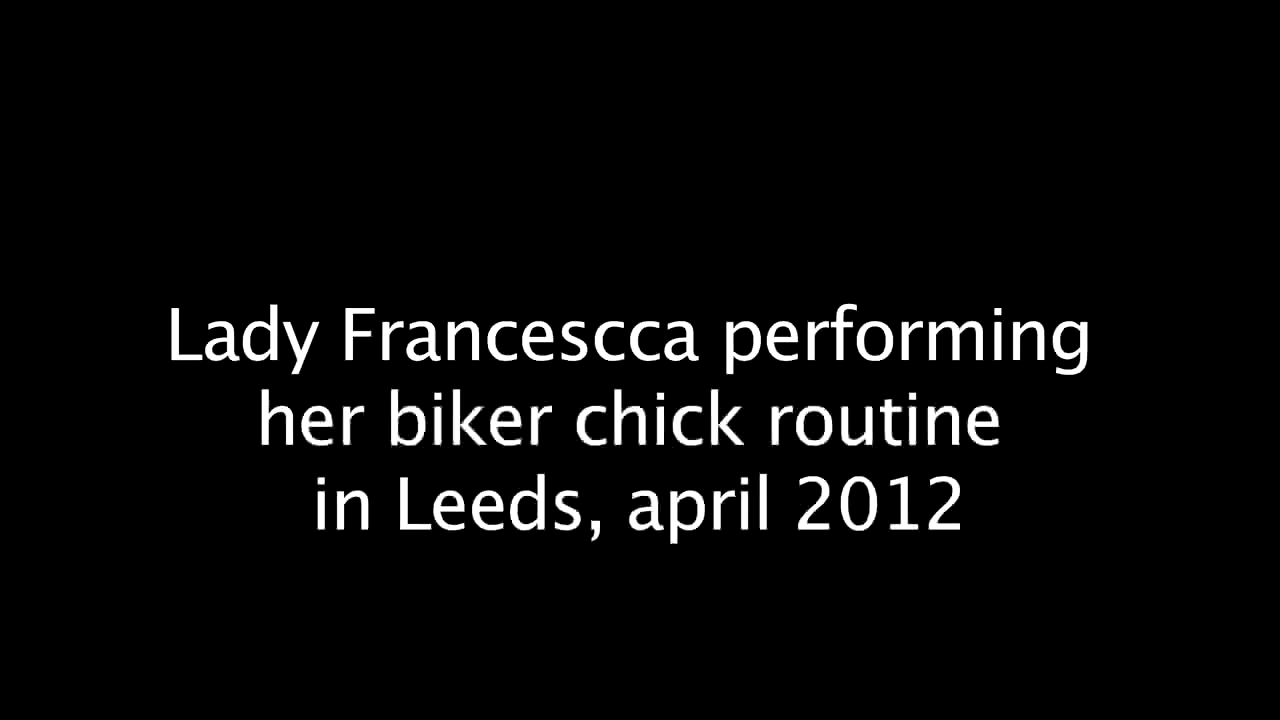 Lady Francescca performing
her biker chick routine
in Leeds, april 2012